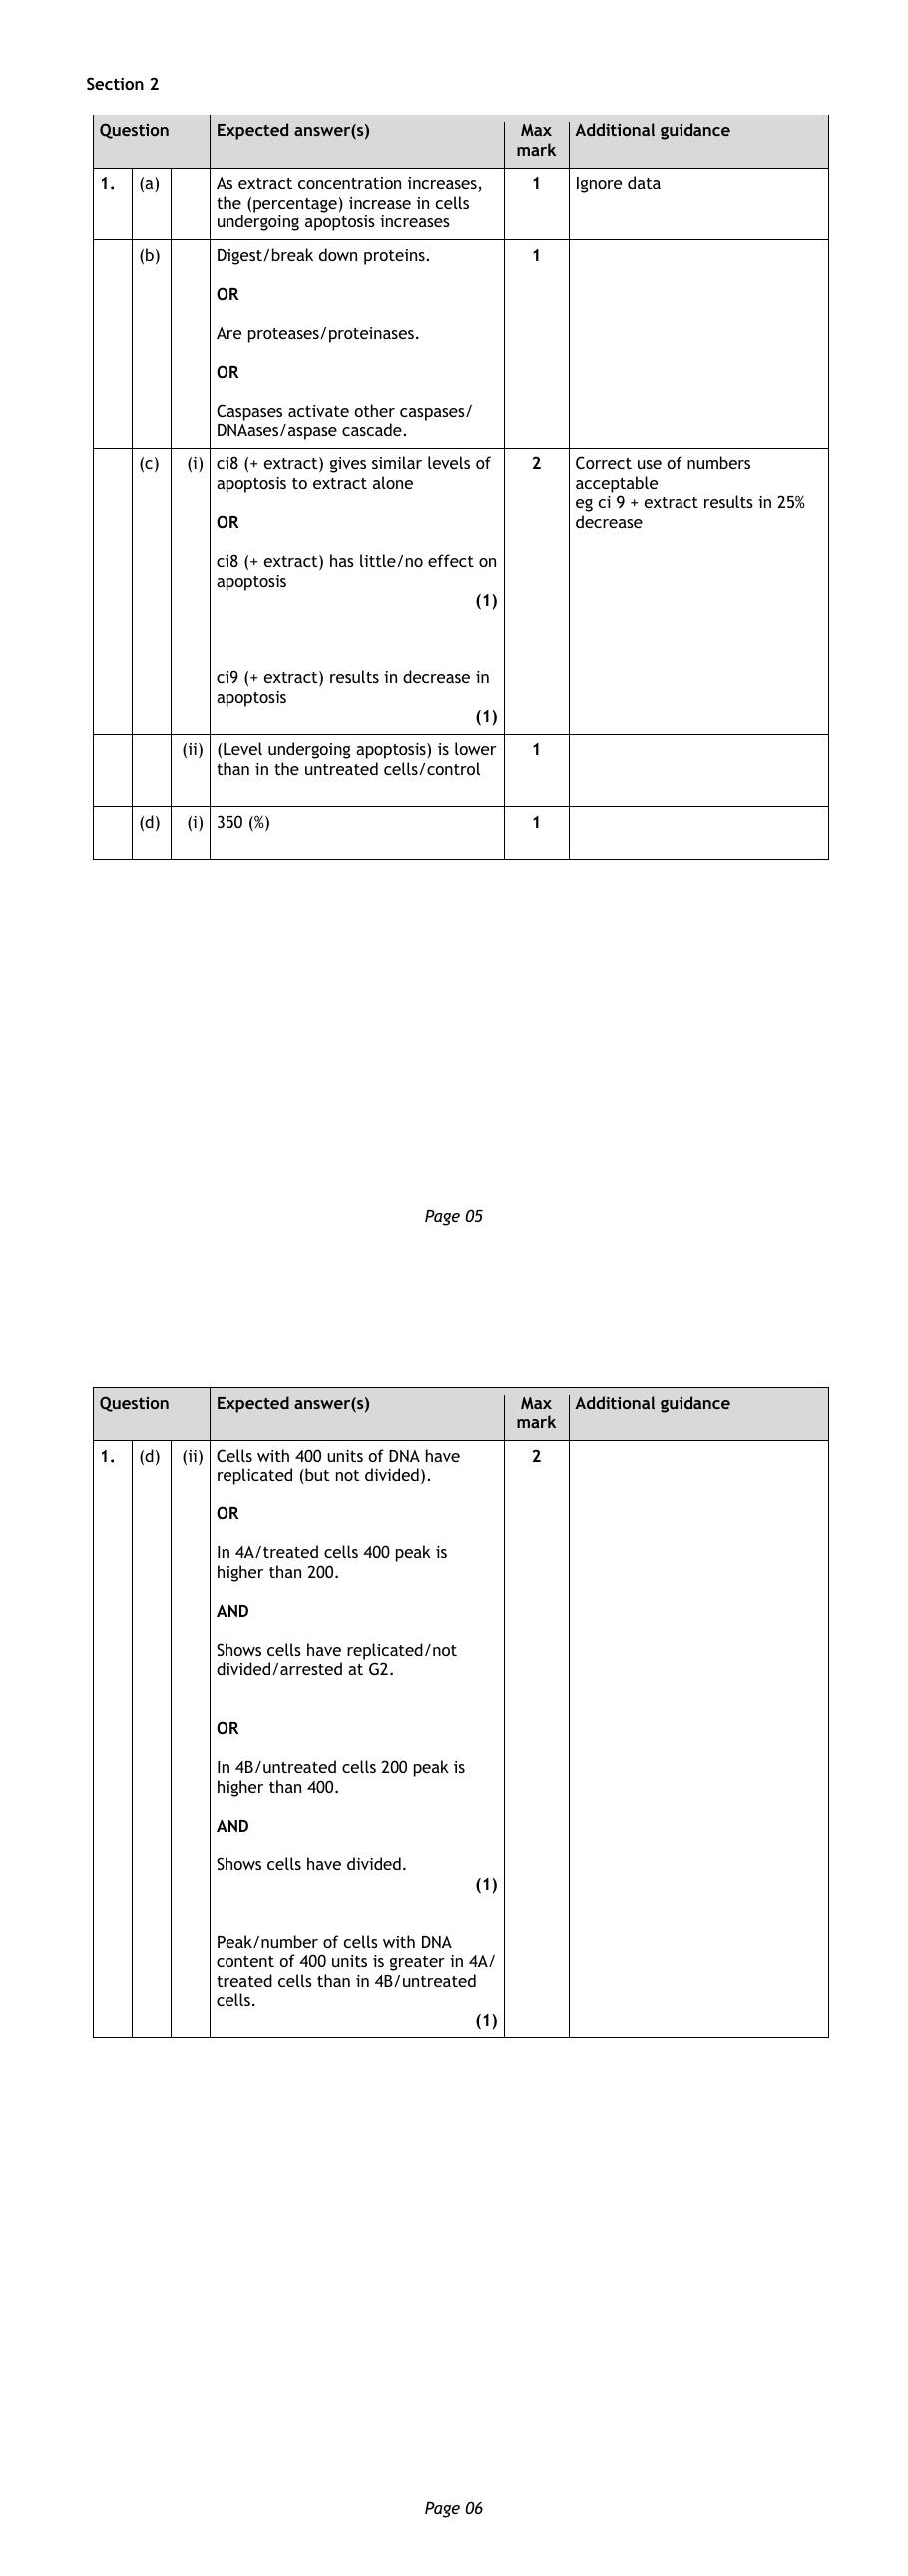 Section 2
Question Expected answer(s) Max mark Additional guidance
1. (a) As extract concentration increases, 1 Ignore data
the (percentage) increase in cells
undergoing apoptosis increases
(b) Digest/break down proteins. 1
OR
Are proteases/proteinases.
OR
Caspases activate other caspases/
DNAases/aspase cascade.
(c) (i) ci8 (+ extract) gives similar levels of 2 Correct use of numbers
apoptosis to extract alone acceptable
eg ci 9 + extract results in 25%
OR decrease
ci8 (+ extract) has little/no effect on
apoptosis
(1)
ci9 (+ extract) results in decrease in
apoptosis
(1)
(ii) (Level undergoing apoptosis) is lower 1
than in the untreated cells/control
(d) (i) 350 (%) 1
Page 05
Question Expected answer(s) Max mark Additional guidance
1. (d) (ii) Cells with 400 units of DNA have 2
replicated (but not divided).
OR
In 4A/treated cells 400 peak is
higher than 200.
AND
Shows cells have replicated/not
divided/arrested at G2.
OR
In 4B/untreated cells 200 peak is
higher than 400.
AND
Shows cells have divided.
(1)
Peak/number of cells with DNA
content of 400 units is greater in 4A/
treated cells than in 4B/untreated
cells.
(1)
Page 06